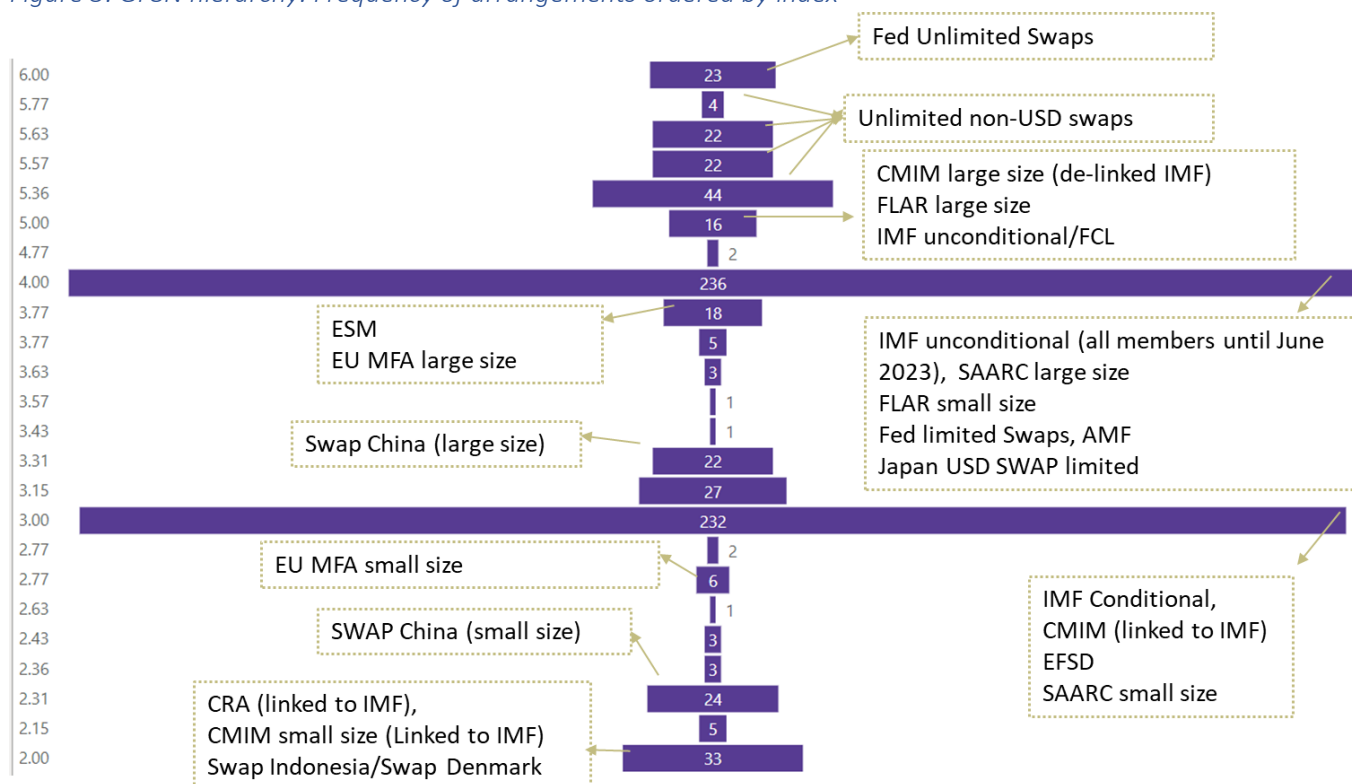 6.00
23
Fed Unlimited Swaps
5.77
4
5.63
22
Unlimited non-USD swaps
5.57
22
5.36
44
5.00
16
CMIM large size (de-linked IMF)
FLAR large size
IMF unconditional/FCL
4.77
2
4.00
236
3.77
18
ESM
EU MFA large size
3.77
5
IMF unconditional (all members until June
2023), SAARC large size
FLAR small size
Fed limited Swaps, AMF
Japan USD SWAP limited
3.63
3
3.57
1
3.43
1
Swap China (large size)
3.31
22
3.15
27
3.00
232
2.77
2
EU MFA small size
2.77
6
IMF Conditional,
CMIM (linked to IMF)
EFSD
SAARC small size
2.63
1
SWAP China (small size)
2.43
3
2.36
3
2.31
24
CRA (linked to IMF),
CMIM small size (Linked to IMF)
Swap Indonesia/Swap Denmark
2.15
5
2.00
33